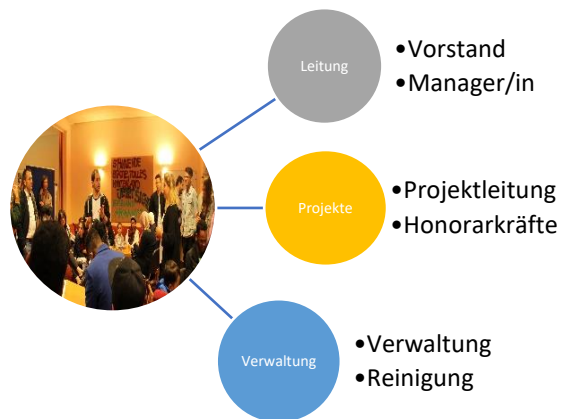 Leitung
•Vorstand
•Manager/in
Projekte
•Projektleitung
•Honorarkräfte
Verwaltung
•Verwaltung
•Reinigung